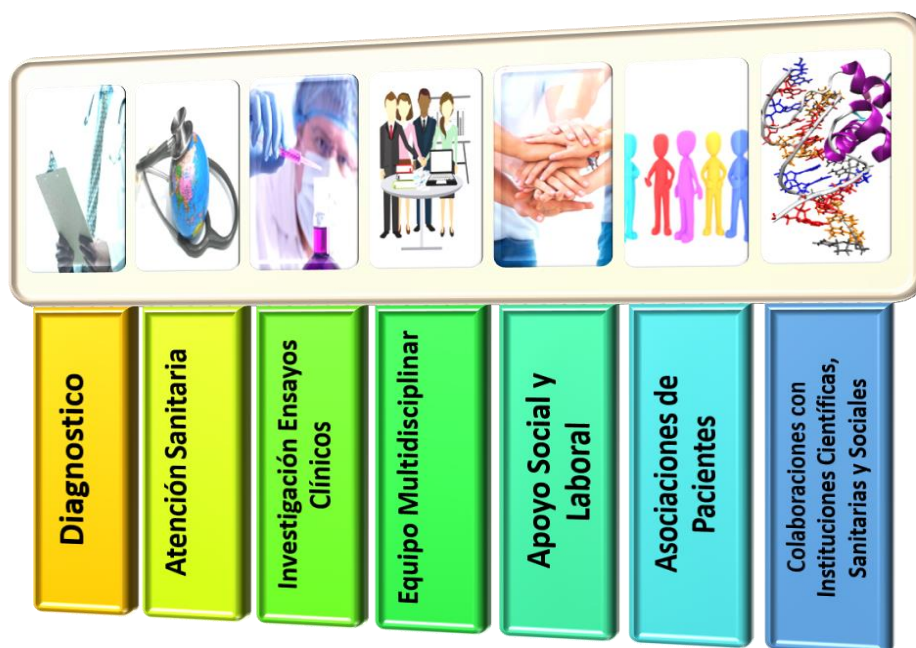 Diagnostico
Atención Sanitaria
Investigación Ensayos
Clínicos
Equipo Multidisciplinar
Apoyo Social y
Laboral
Asociaciones de
Pacientes
Colaboraciones con
Instituciones Científicas,
Sanitarias y Sociales